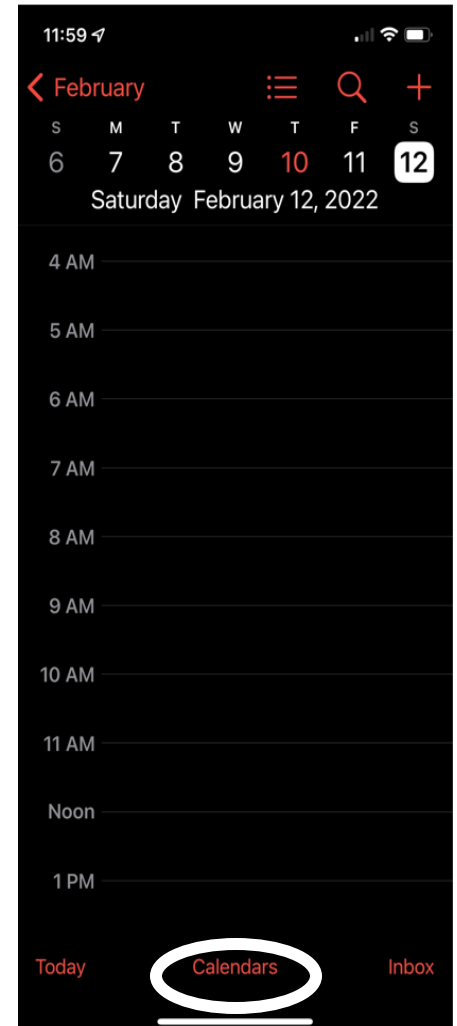 11:59
February
S M T W T F S
6 7 8 9 10 11 12
Saturday February 12, 2022
4 AM
5 AM
6 AM
7 AM
8 AM
9 AM
10 AM
11 AM
Noon
1 PM
Today Calendars Inbox